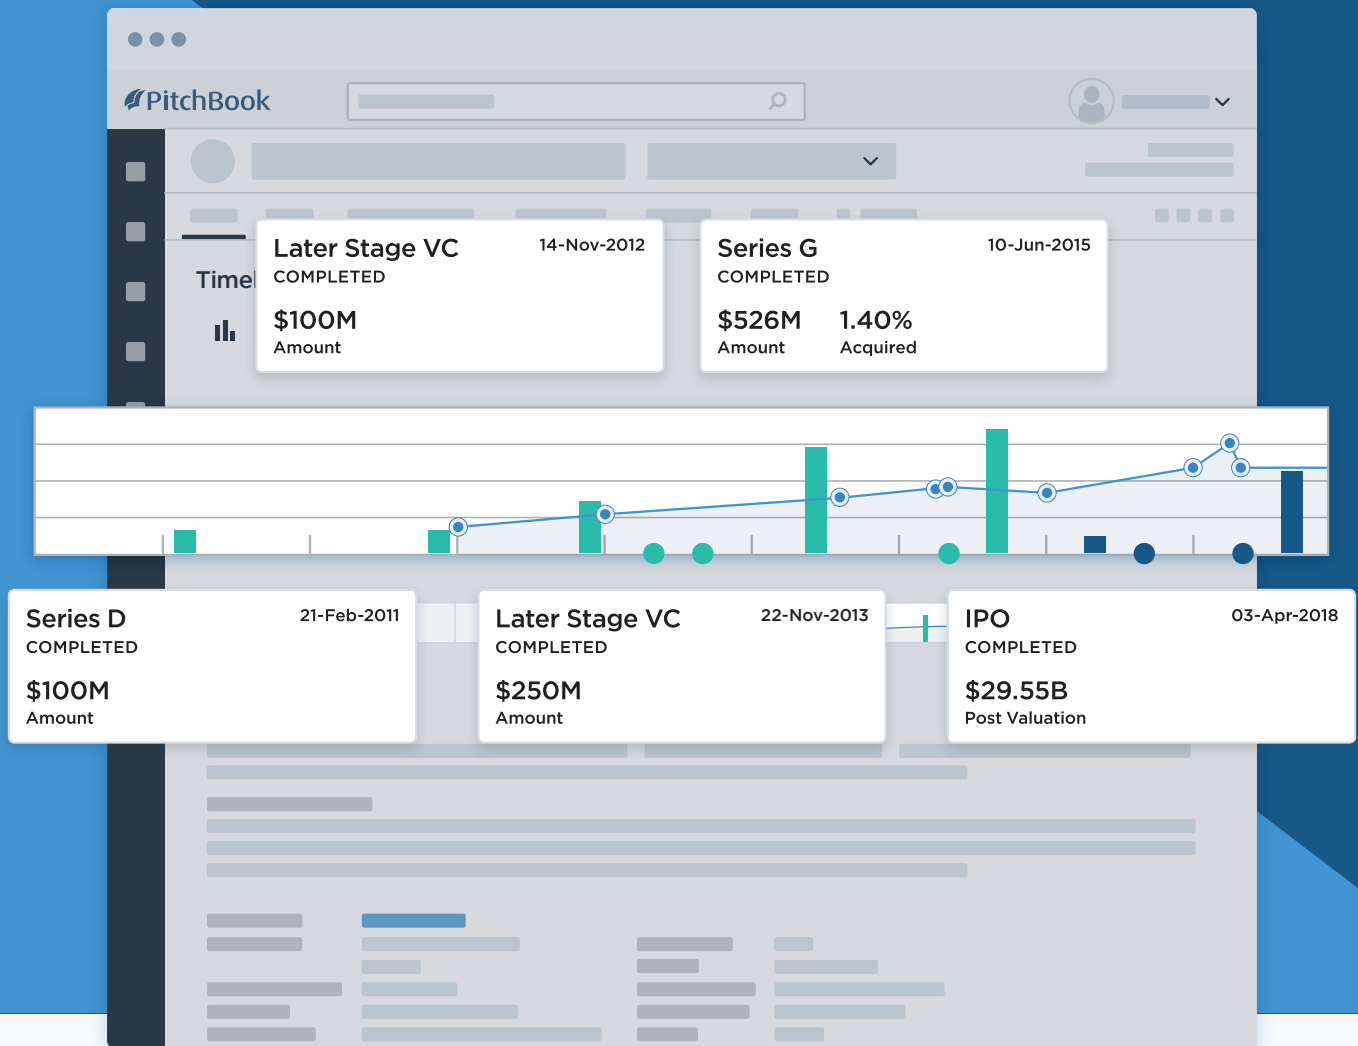 PitchBook
Timel
Later Stage VC 14-Nov-2012
COMPLETED
$100M
Amount
Series G 10-Jun-2015
COMPLETED
$526M 1.40%
Amount Acquired
Series D 21-Feb-2011
COMPLETED
$100M
Amount
Later Stage VC 22-Nov-2013
COMPLETED
$250M
Amount
IPO 03-Apr-2018
COMPLETED
$29.55B
Post Valuation